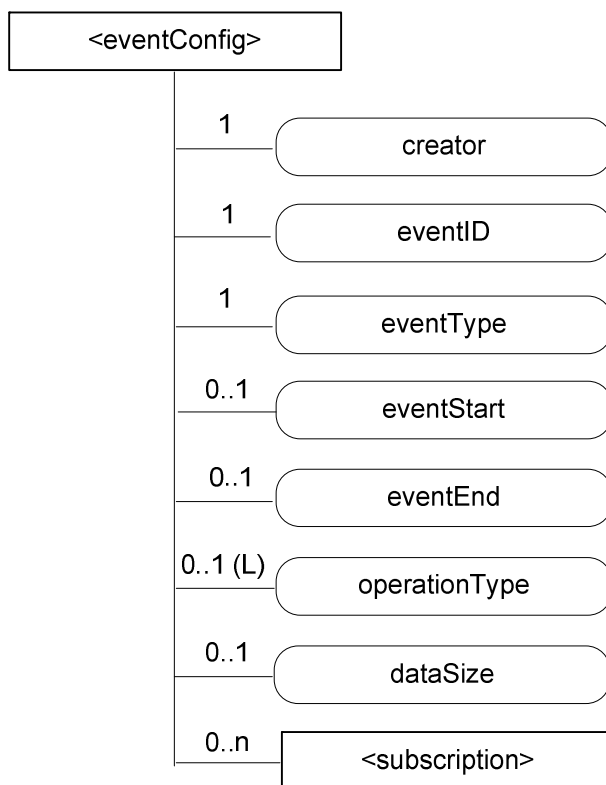 <eventConfig>
1
creator
1
eventID
1
eventType
0..1
eventStart
0..1
eventEnd
0..1 (L)
operationType
0..1
dataSize
0..n
<subscription>